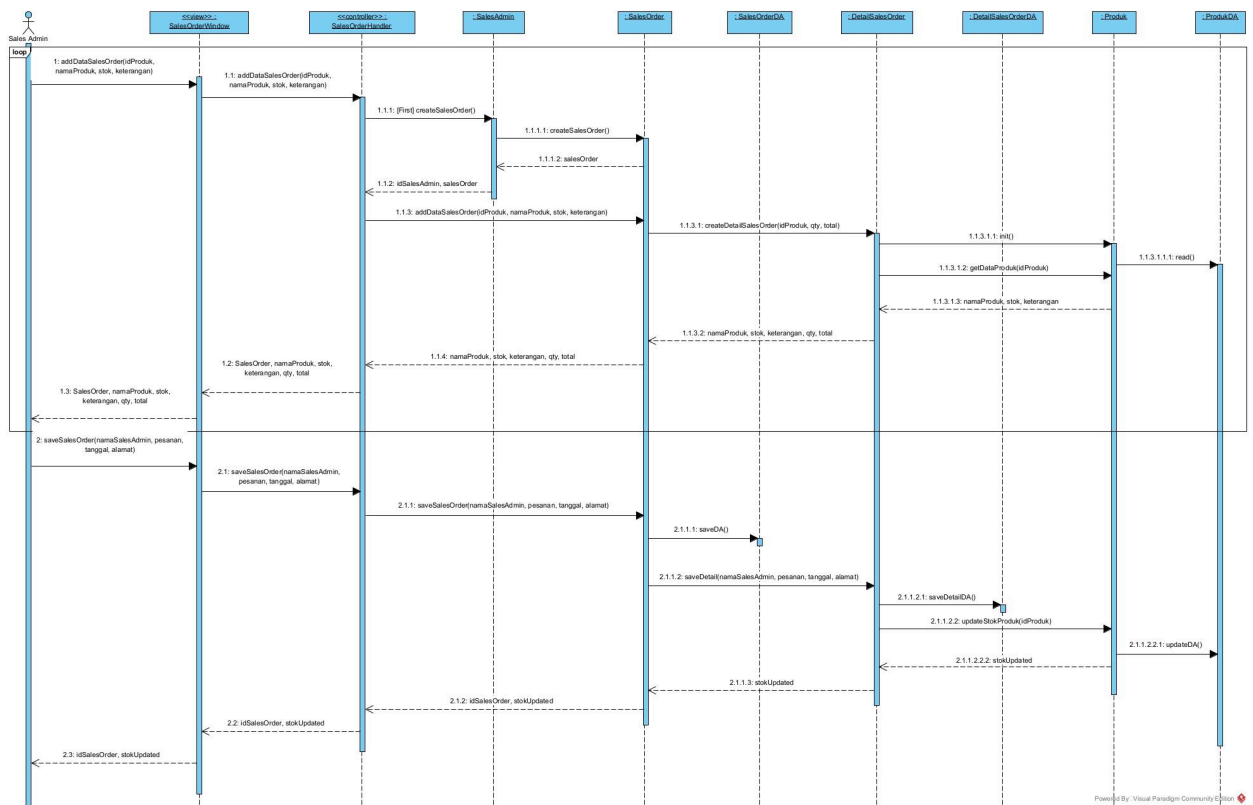 Sales Admin
<<view>> :
SalesOrderWindow
<<controller>> :
SalesOrderHandler
: SalesAdmin
: SalesOrder
: SalesOrderDA
: DetailSalesOrder
: DetailSalesOrderDA
: Produk
: ProdukDA
loop
1: addDataSalesOrder(idProduk,
namaProduk, stok, keterangan)
1.1: addDataSalesOrder(idProduk,
namaProduk, stok, keterangan)
1.1.1: [First] createSalesOrder()
1.1.1.1: createSalesOrder()
1.1.1.2: salesOrder
1.1.2: idSalesAdmin, salesOrder
1.1.3: addDataSalesOrder(idProduk, namaProduk, stok, keterangan)
1.1.3.1: createDetailSalesOrder(idProduk, qty, total)
1.1.3.1.1: init()
1.1.3.1.1.1: read()
1.1.3.1.2: getDataProduk(idProduk)
1.1.3.1.3: namaProduk, stok, keterangan
1.1.3.2: namaProduk, stok, keterangan, qty, total
1.1.4: namaProduk, stok, keterangan, qty, total
1.2: SalesOrder, namaProduk, stok,
keterangan, qty, total
1.3: SalesOrder, namaProduk, stok,
keterangan, qty, total
2: saveSalesOrder(namaSalesAdmin, pesanan,
tanggal, alamat)
2.1: saveSalesOrder(namaSalesAdmin,
pesanan, tanggal, alamat)
2.1.1: saveSalesOrder(namaSalesAdmin, pesanan, tanggal, alamat)
2.1.1.1: saveDA()
2.1.1.2: saveDetail(namaSalesAdmin, pesanan, tanggal, alamat)
2.1.1.2.1: saveDetailDA()
2.1.1.2.2: updateStokProduk(idProduk)
2.1.1.2.2.1: updateDA()
2.1.1.2.2.2: stokUpdated
2.1.1.3: stokUpdated
2.1.2: idSalesOrder, stokUpdated
2.2: idSalesOrder, stokUpdated
2.3: idSalesOrder, stokUpdated
Powered By : Visual Paradigm Community Edition